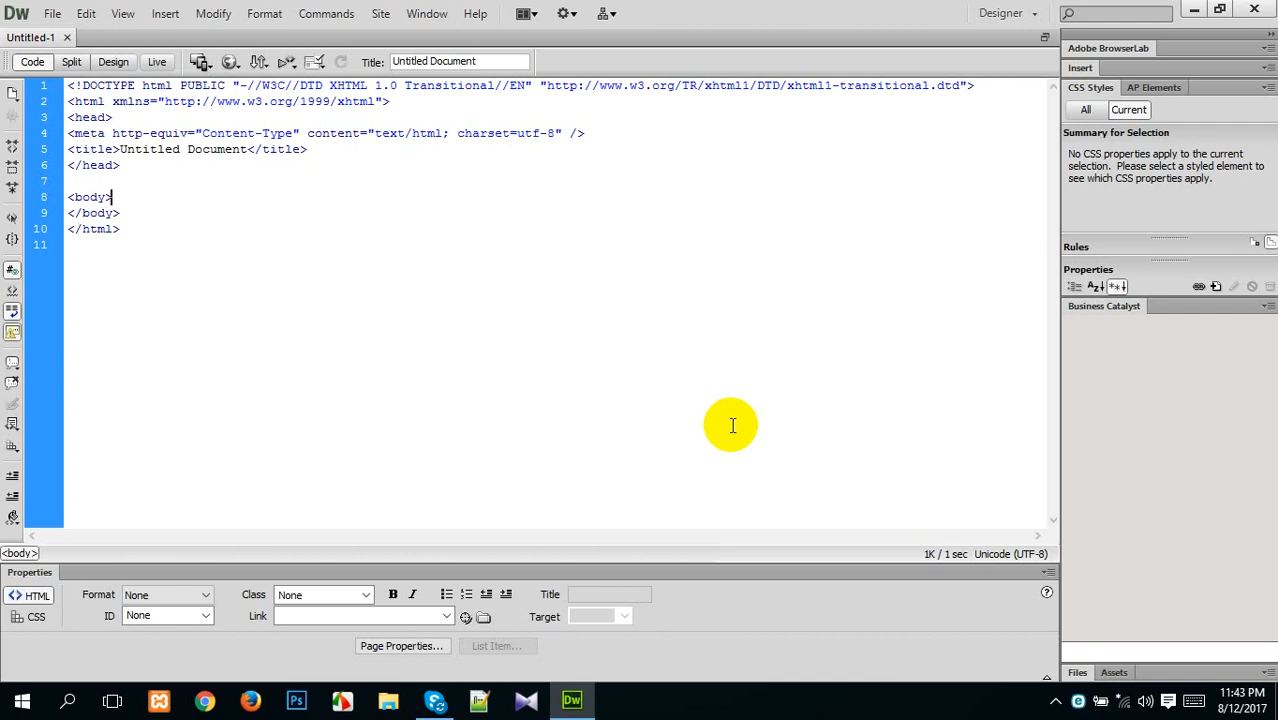 Dw File Edit View Insert Modify Format Commands Site Window Help Designer
Untitled-1
Code Split Design Live Title: Untitled Document
1 <!DOCTYPE html PUBLIC "-//W3C//DTD XHTML 1.0 Transitional//EN" "http://www.w3.org/TR/xhtml1/DTD/xhtml1-transitional.dtd">
2 <html xmlns="http://www.w3.org/1999/xhtml">
3 <head>
4 <meta http-equiv="Content-Type" content="text/html; charset=utf-8" />
5 <title>Untitled Document</title>
6 </head>
7
8 <body>
9 </body>
10 </html>
11
<body> 1K / 1 sec Unicode (UTF-8)
Adobe BrowserLab
Insert
CSS Styles AP Elements
All Current
Summary for Selection
No CSS properties apply to the current
selection. Please select a styled element to
see which CSS properties apply.
Rules
Properties
Business Catalyst
Files Assets
Properties
<> HTML Format None Class None B I Title
CSS ID None Link Target
Page Properties... List Item...
Ps Dw
11:43 PM
8/12/2017